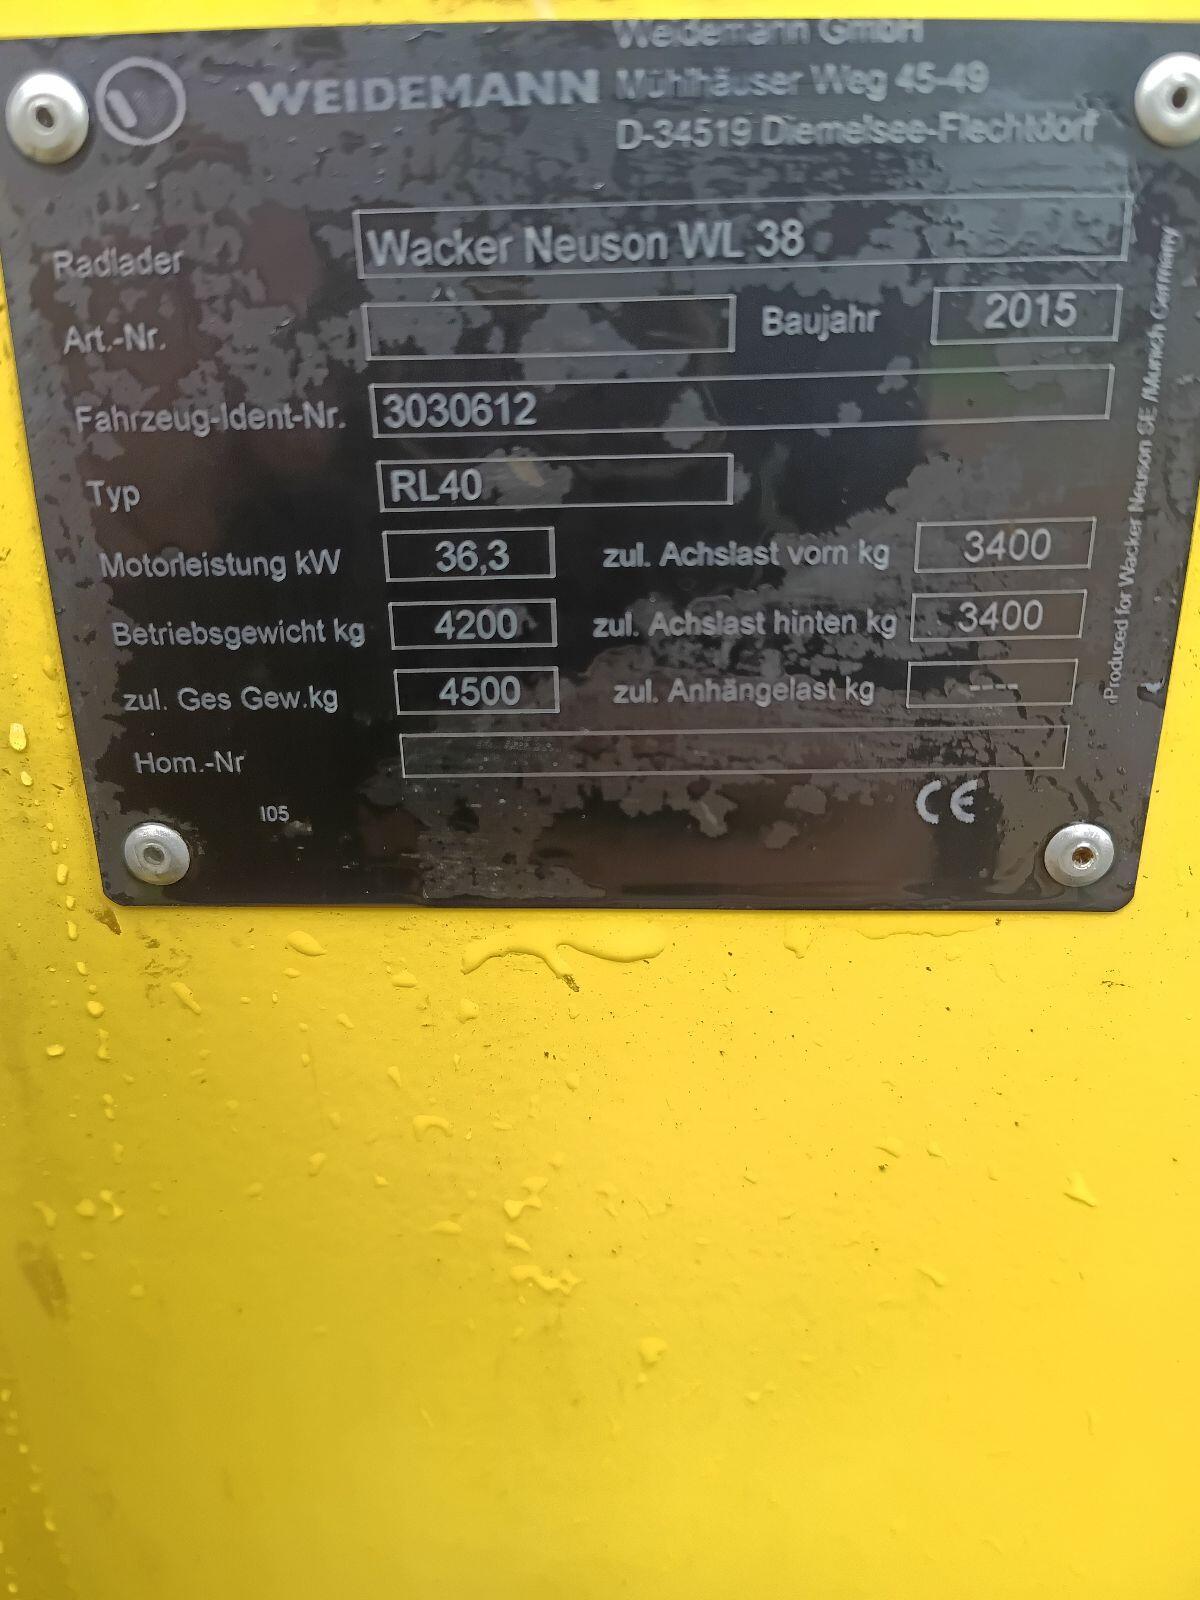 Weidemann GmbH
WEIDEMANN Mühlhäuser Weg 45-49
D-34519 Diemelsee-Flechtdorf
Radlader Wacker Neuson WL 38
Art.-Nr. Baujahr 2015
Fahrzeug-Ident-Nr. 3030612
Typ RL40
Motorleistung kW 36,3 zul. Achslast vorn kg 3400
Betriebsgewicht kg 4200 zul. Achslast hinten kg 3400
zul. Ges Gew.kg 4500 zul. Anhängelast kg ----
Hom.-Nr
I05 CE
Produced for Wacker Neuson SE Munich Germany